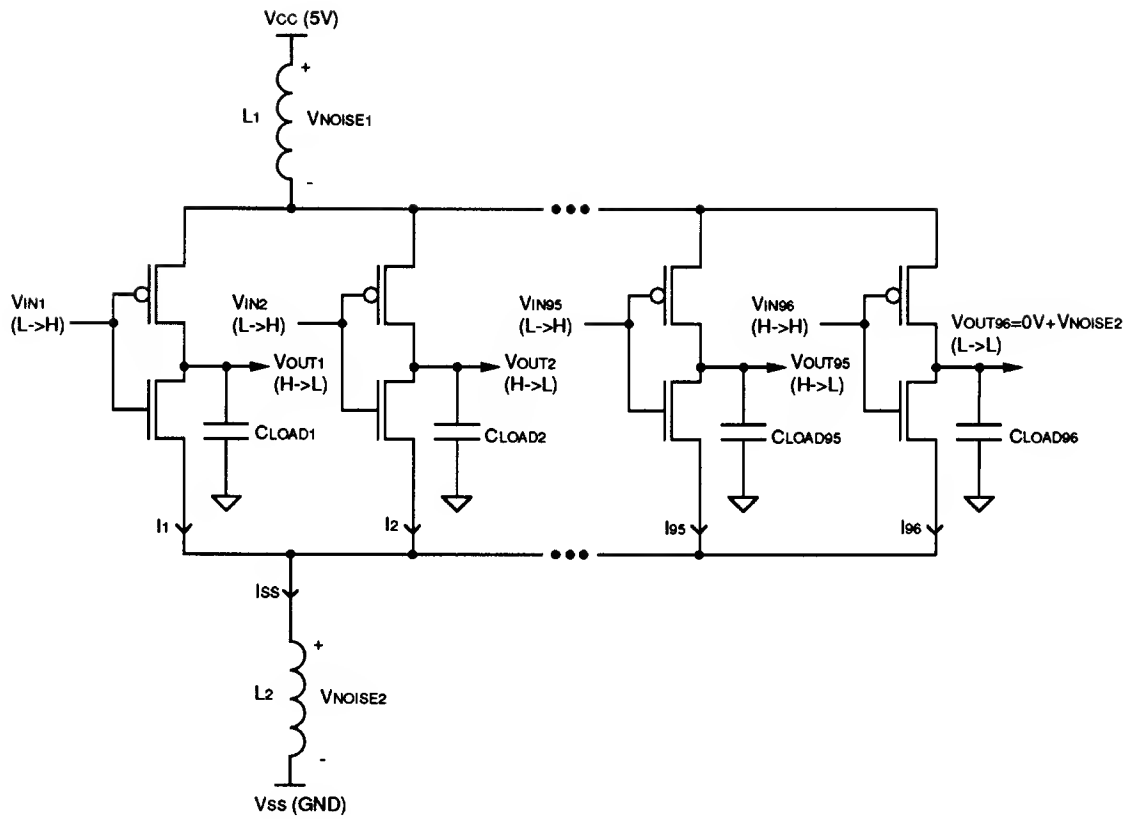 VCC (5V)
+
L1
VNOISE1
-
VIN1
(L->H)
VIN2
(L->H)
VIN95
(L->H)
VIN96
(H->H)
VOUT96=0V+VNOISE2
(L->L)
VOUT1
(H->L)
VOUT2
(H->L)
VOUT95
(H->L)
CLOAD1
CLOAD2
CLOAD95
CLOAD96
I1
I2
I95
I96
ISS
+
L2
VNOISE2
-
VSS (GND)